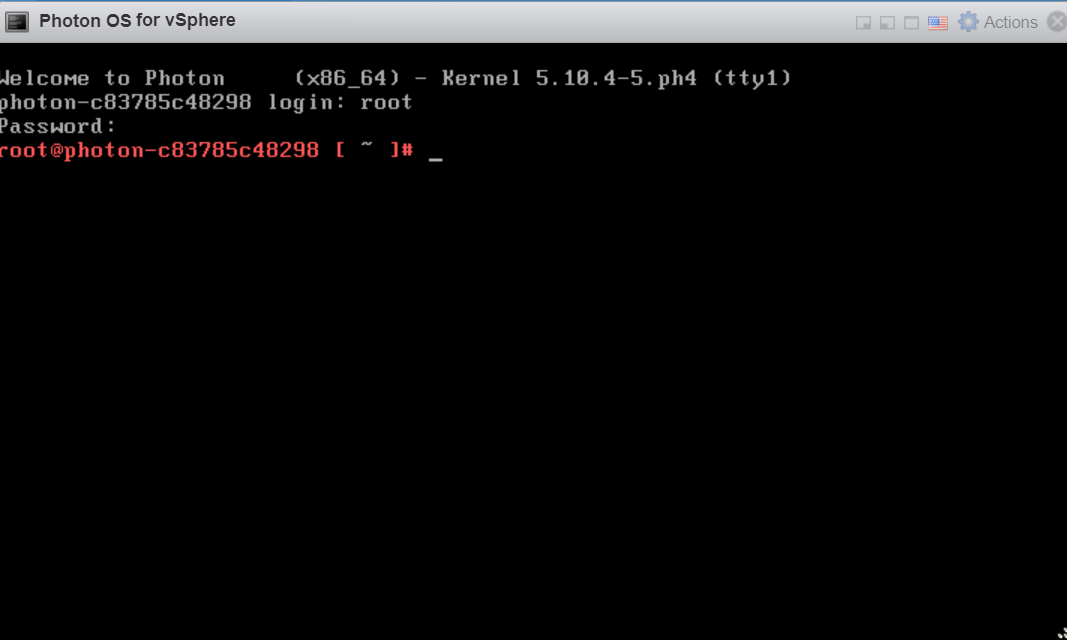 Photon OS for vSphere
Actions
Welcome to Photon (x86_64) - Kernel 5.10.4-5.ph4 (tty1)
photon-c83785c48298 login: root
Password:
root@photon-c83785c48298 [ ~ ]# _